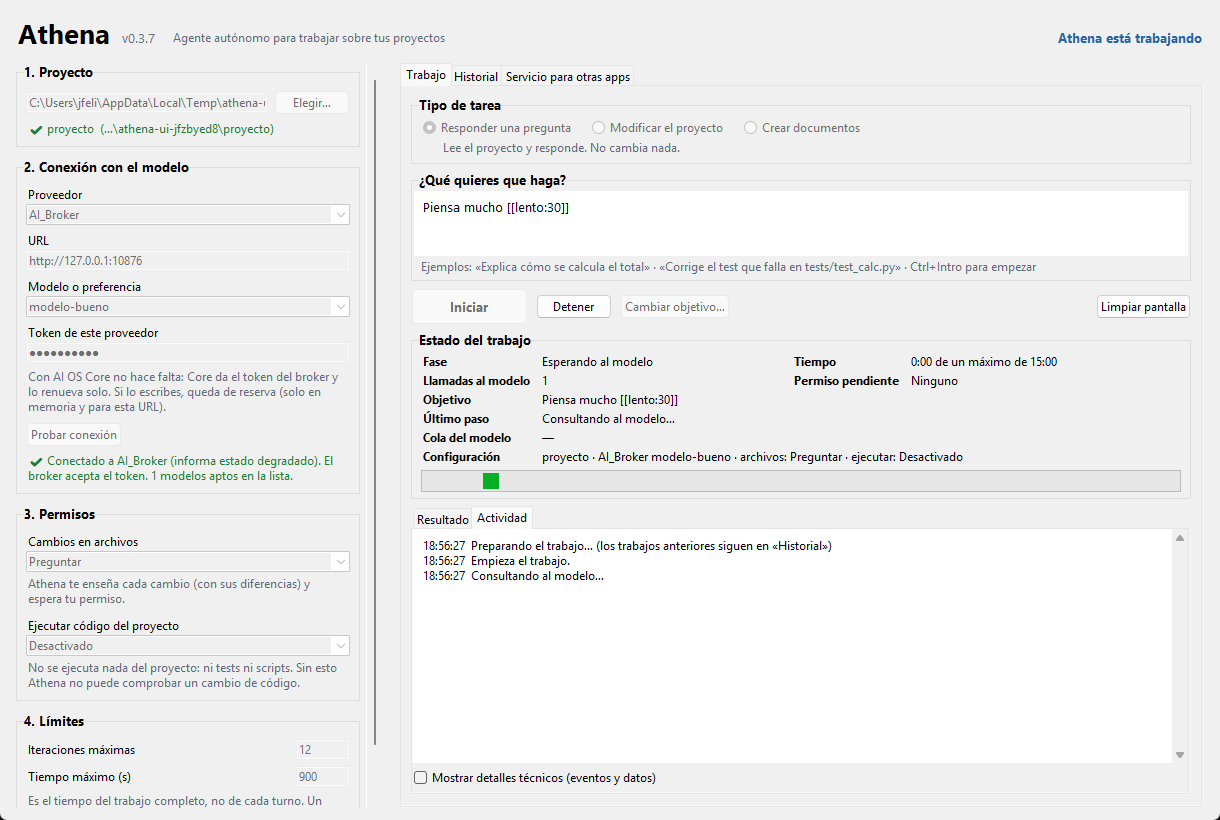 Athena v0.3.7 Agente autónomo para trabajar sobre tus proyectos
Athena está trabajando
1. Proyecto
C:\Users\jfeli\AppData\Local\Temp\athena-
Elegir...
proyecto (...\athena-ui-jfzbyed8\proyecto)
2. Conexión con el modelo
Proveedor
AI_Broker
URL
http://127.0.0.1:10876
Modelo o preferencia
modelo-bueno
Token de este proveedor
●●●●●●●●●●
Con AI OS Core no hace falta: Core da el token del broker y
lo renueva solo. Si lo escribes, queda de reserva (solo en
memoria y para esta URL).
Probar conexión
Conectado a AI_Broker (informa estado degradado). El
broker acepta el token. 1 modelos aptos en la lista.
3. Permisos
Cambios en archivos
Preguntar
Athena te enseña cada cambio (con sus diferencias) y
espera tu permiso.
Ejecutar código del proyecto
Desactivado
No se ejecuta nada del proyecto: ni tests ni scripts. Sin esto
Athena no puede comprobar un cambio de código.
4. Límites
Iteraciones máximas 12
Tiempo máximo (s) 900
Es el tiempo del trabajo completo, no de cada turno. Un
Trabajo Historial Servicio para otras apps
Tipo de tarea
Responder una pregunta Modificar el proyecto Crear documentos
Lee el proyecto y responde. No cambia nada.
¿Qué quieres que haga?
Piensa mucho [[lento:30]]
Ejemplos: «Explica cómo se calcula el total» · «Corrige el test que falla en tests/test_calc.py» · Ctrl+Intro para empezar
Iniciar Detener Cambiar objetivo... Limpiar pantalla
Estado del trabajo
Fase Esperando al modelo Tiempo 0:00 de un máximo de 15:00
Llamadas al modelo 1 Permiso pendiente Ninguno
Objetivo Piensa mucho [[lento:30]]
Último paso Consultando al modelo...
Cola del modelo —
Configuración proyecto · AI_Broker modelo-bueno · archivos: Preguntar · ejecutar: Desactivado
Resultado Actividad
18:56:27 Preparando el trabajo... (los trabajos anteriores siguen en «Historial»)
18:56:27 Empieza el trabajo.
18:56:27 Consultando al modelo...
Mostrar detalles técnicos (eventos y datos)